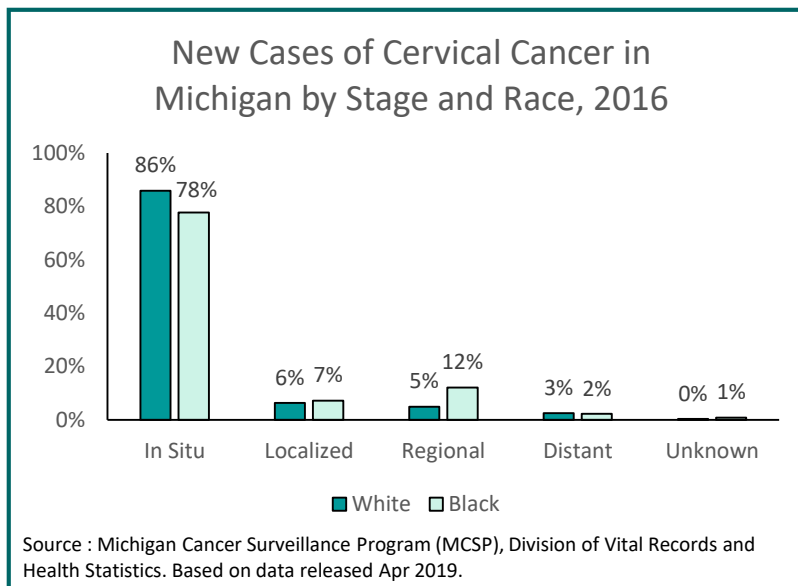 New Cases of Cervical Cancer in
Michigan by Stage and Race, 2016
100%
80%
60%
40%
20%
0%
86%
78%
6%
7%
5%
12%
3%
2%
0%
1%
In Situ
Localized
Regional
Distant
Unknown
White
Black
Source : Michigan Cancer Surveillance Program (MCSP), Division of Vital Records and
Health Statistics. Based on data released Apr 2019.